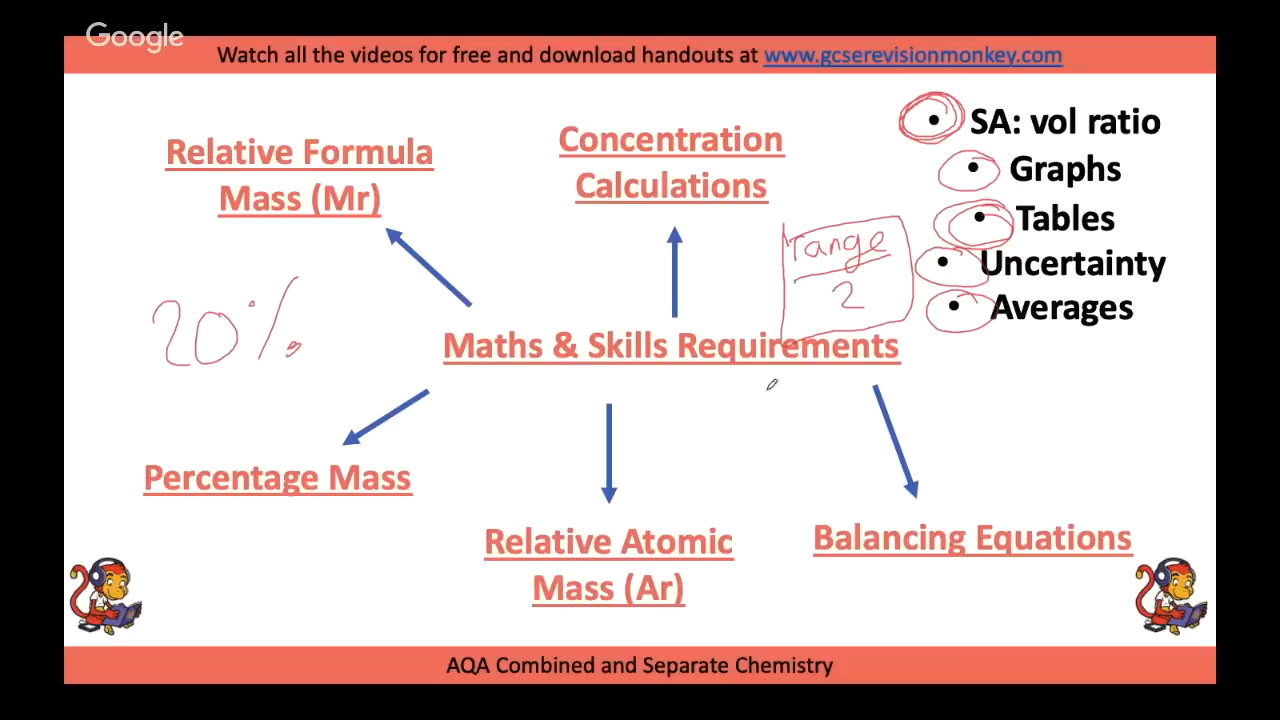 Google
Watch all the videos for free and download handouts at www.gcserevisionmonkey.com
Relative Formula
Mass (Mr)
Concentration
Calculations
• SA: vol ratio
• Graphs
• Tables
• Uncertainty
• Averages
range
2
20%
Maths & Skills Requirements
Percentage Mass
Relative Atomic
Mass (Ar)
Balancing Equations
AQA Combined and Separate Chemistry